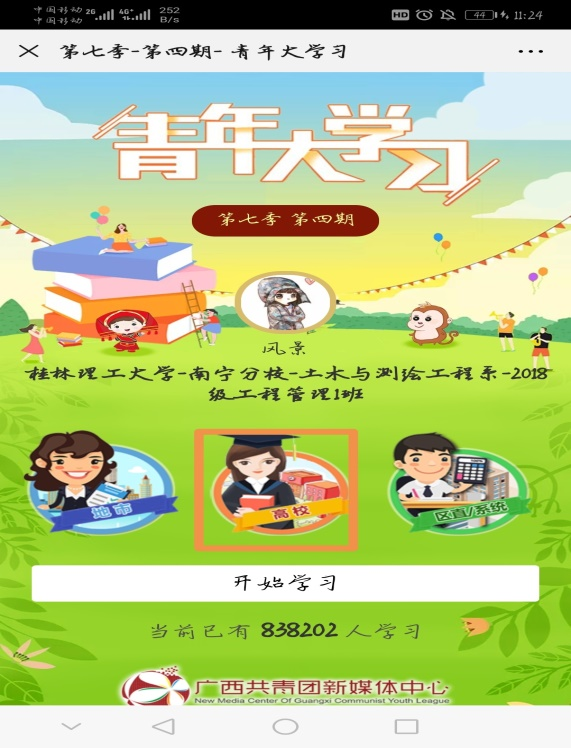 中国移动 2G 4G+ 252 B/s
中国移动
HD 44 11:24
第七季-第四期- 青年大学习
青年大学习
第七季 第四期
风景
桂林理工大学-南宁分校-土木与测绘工程系-2018
级工程管理1班
地市 高校 区直/系统
开始学习
当前已有 838202 人学习
广西共青团新媒体中心
New Media Center Of Guangxi Communist Youth League